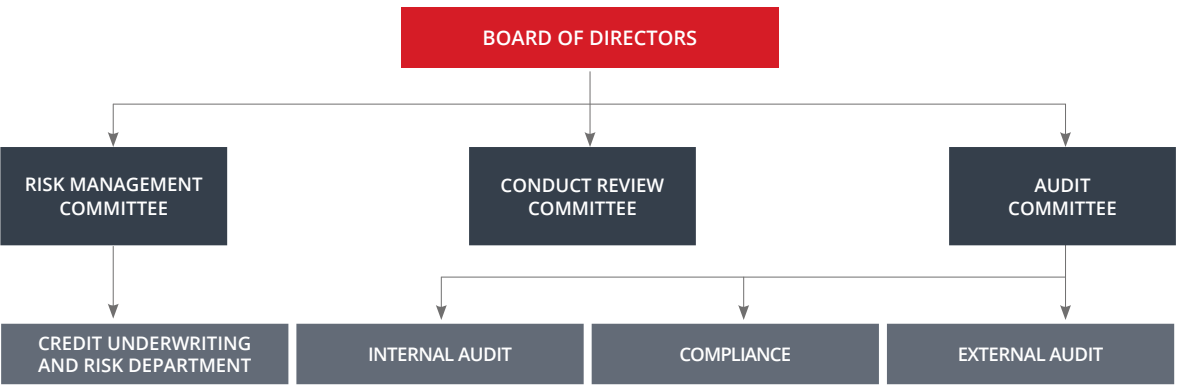 BOARD OF DIRECTORS
RISK MANAGEMENT
COMMITTEE
CONDUCT REVIEW
COMMITTEE
AUDIT
COMMITTEE
CREDIT UNDERWRITING
AND RISK DEPARTMENT
INTERNAL AUDIT
COMPLIANCE
EXTERNAL AUDIT